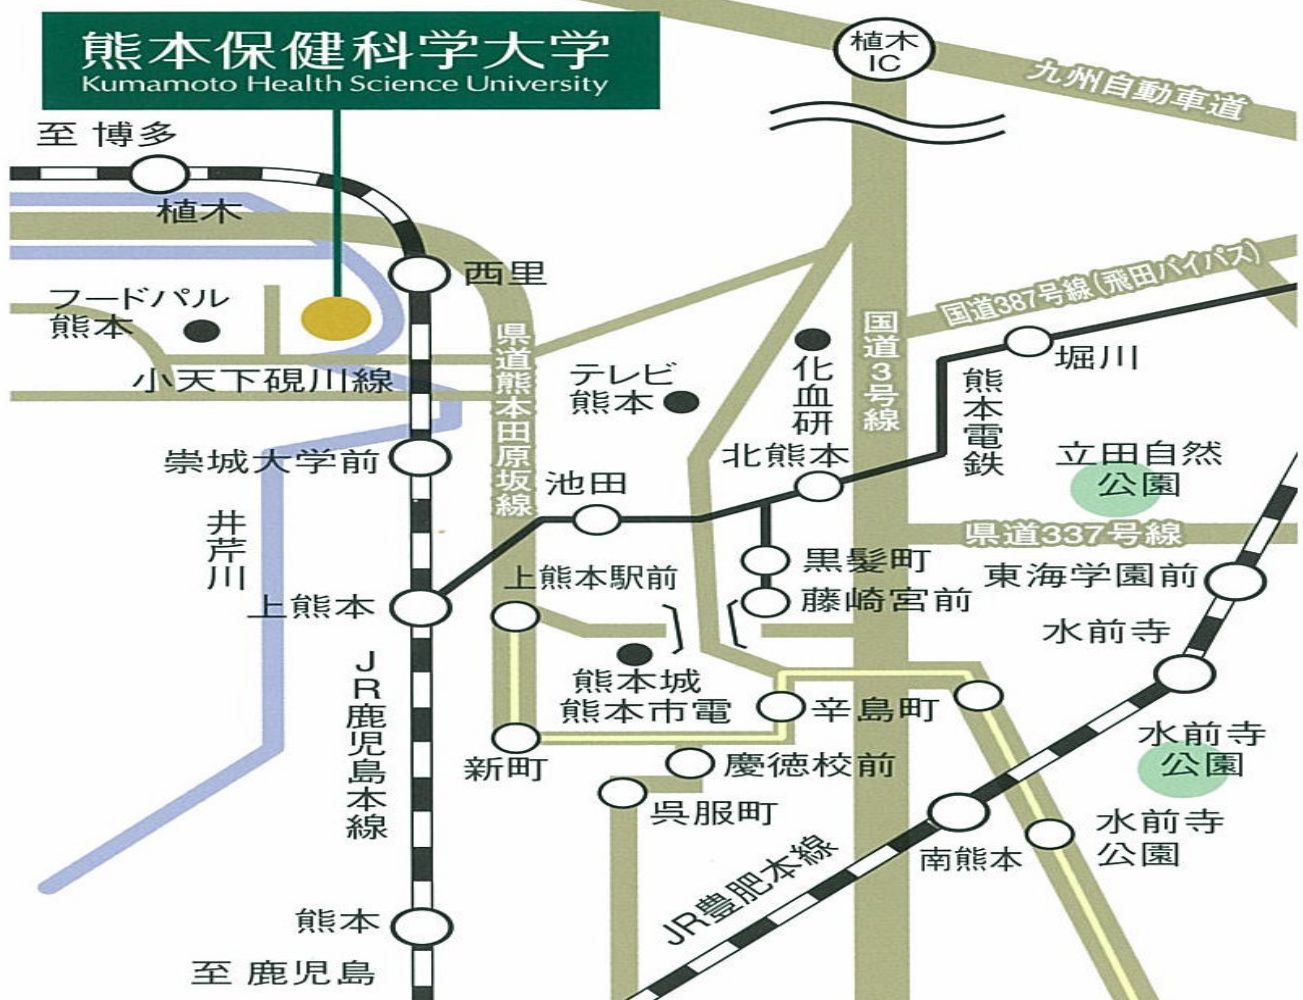 熊本保健科学大学
Kumamoto Health Science University
植木
IC
九州自動車道
至 博多
植木
西里
フードパル
熊本
小天下硯川線
県道熊本田原坂線
テレビ
熊本
化血研
国道3号線
国道387号線(飛田バイパス)
堀川
熊本電鉄
北熊本
立田自然
公園
崇城大学前
池田
井芹川
県道337号線
黒髪町
東海学園前
上熊本駅前
藤崎宮前
上熊本
水前寺
熊本城
熊本市電
辛島町
JR鹿児島本線
新町
慶徳校前
水前寺
公園
呉服町
水前寺
公園
南熊本
JR豊肥本線
熊本
至 鹿児島